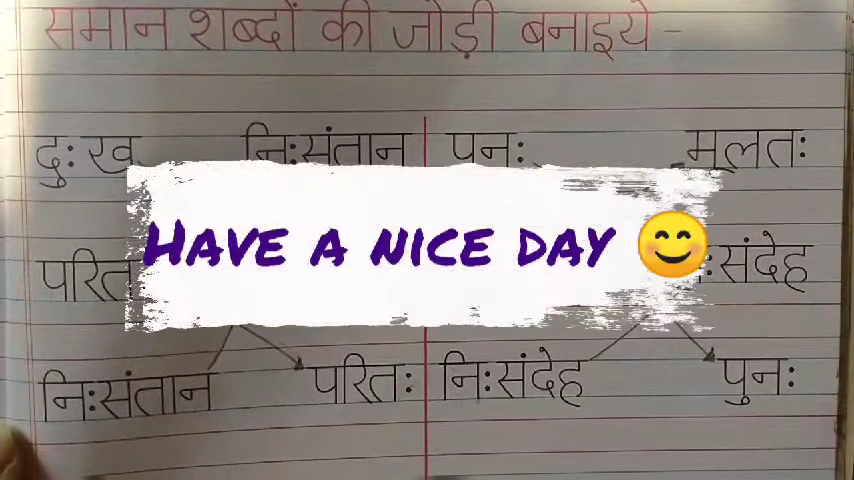 समान शब्दों की जोड़ी बनाइये -
दुः ख निःसंतान पुनः मूलतः
HAVE A NICE DAY 😊
निःसंतान परितः निःसंदेह पुनः